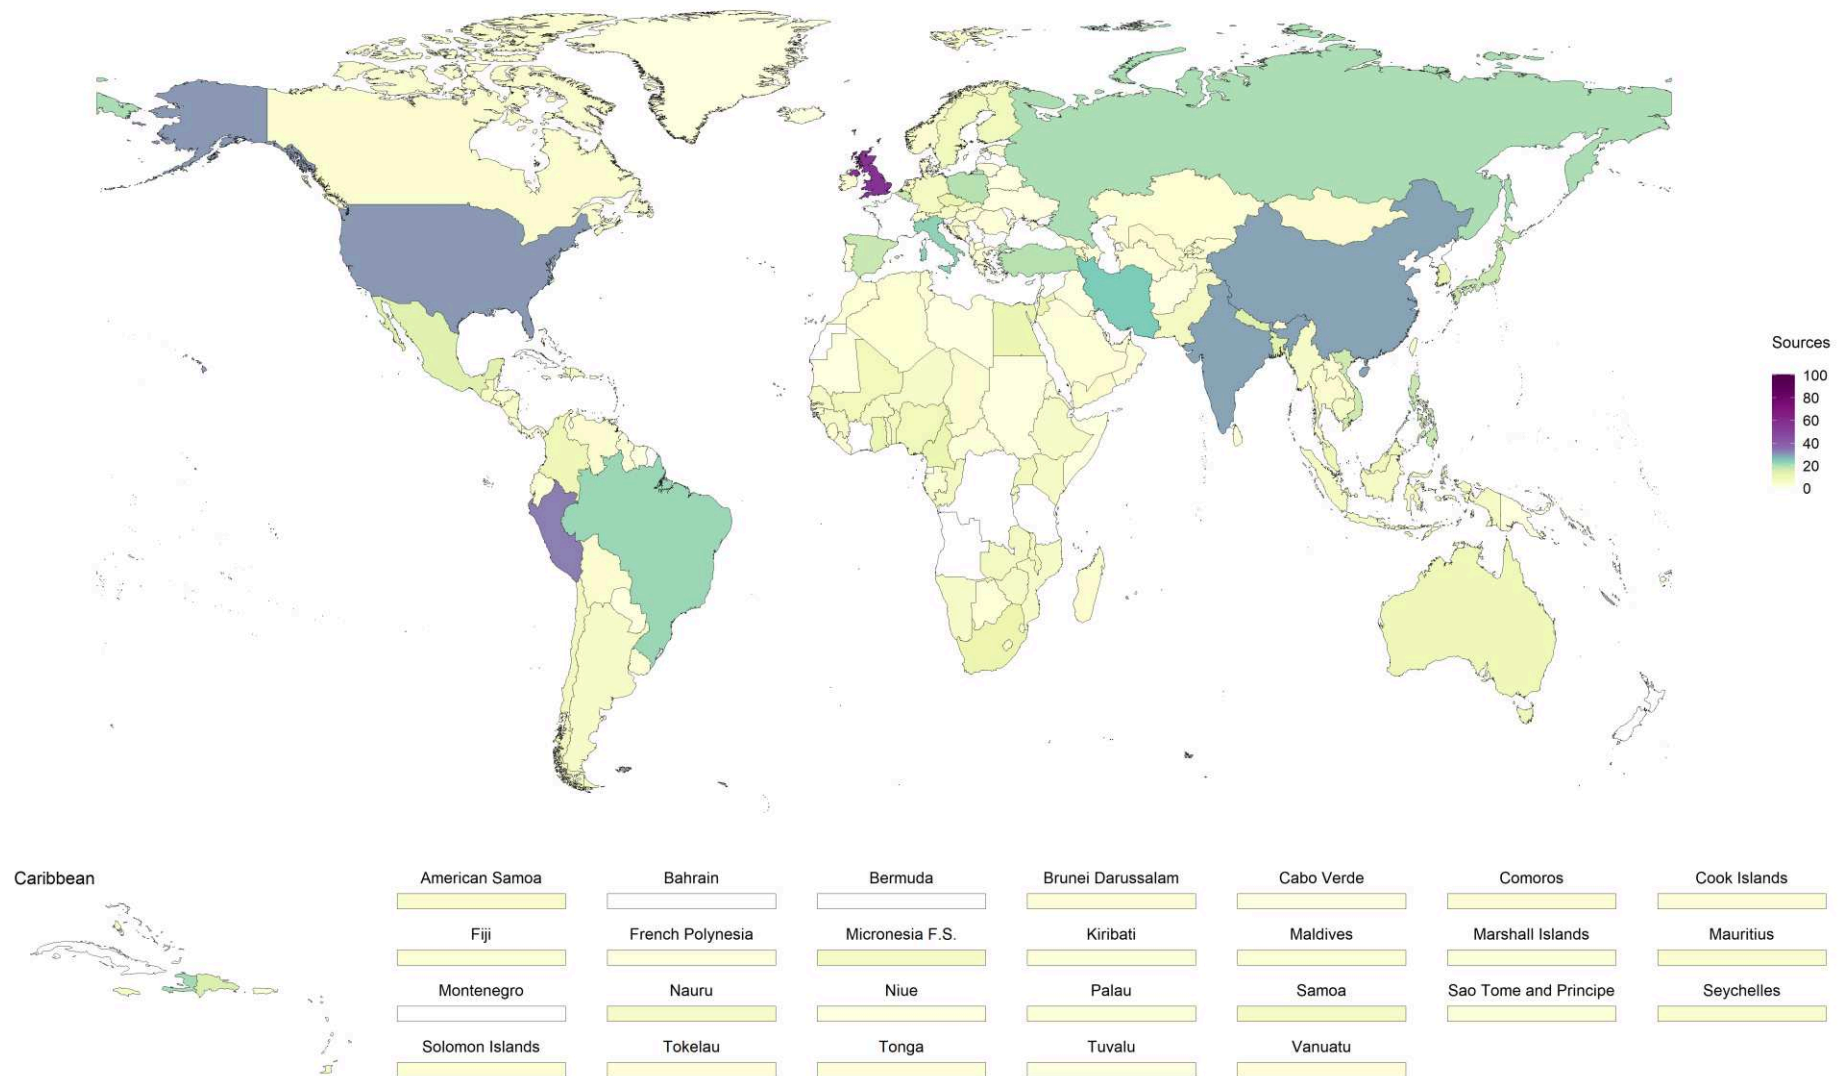 Sources
100
80
60
40
20
0
Caribbean
American Samoa
Bahrain
Bermuda
Brunei Darussalam
Cabo Verde
Comoros
Cook Islands
Fiji
French Polynesia
Micronesia F.S.
Kiribati
Maldives
Marshall Islands
Mauritius
Montenegro
Nauru
Niue
Palau
Samoa
Sao Tome and Principe
Seychelles
Solomon Islands
Tokelau
Tonga
Tuvalu
Vanuatu